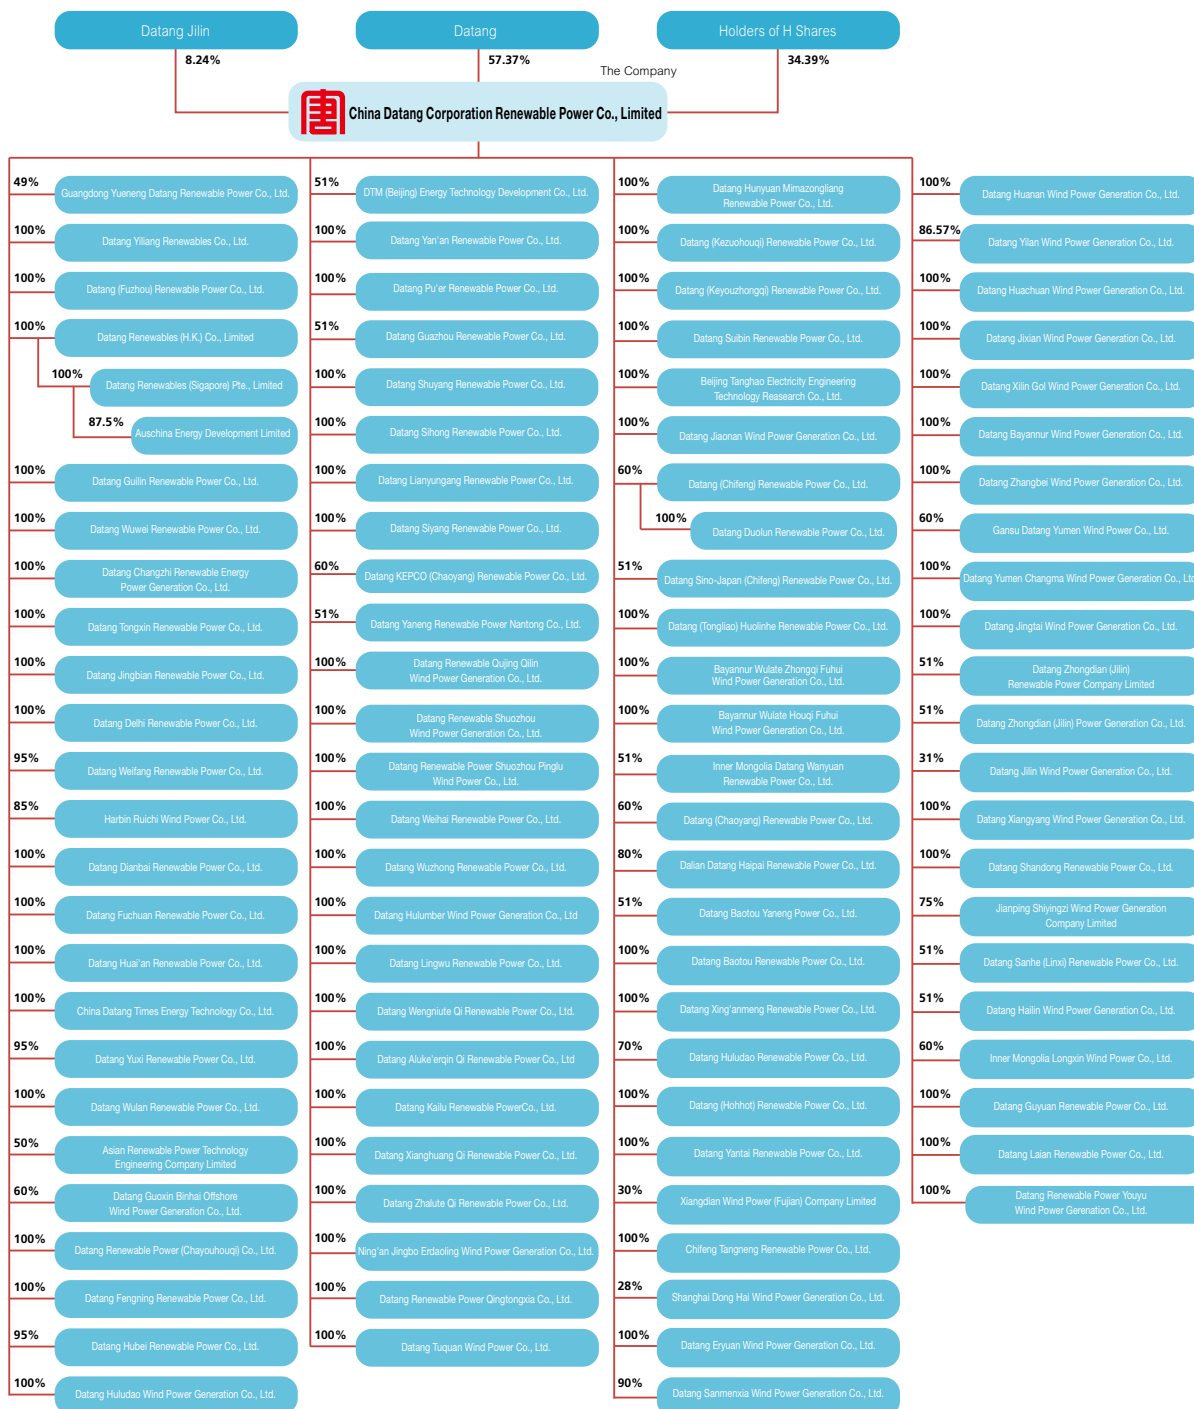 Datang Jilin
Datang
Holders of H Shares
8.24%
57.37%
34.39%
The Company
唐
China Datang Corporation Renewable Power Co., Limited
49%
Guangdong Yueneng Datang Renewable Power Co., Ltd.
100%
Datang Yiliang Renewables Co., Ltd.
100%
Datang (Fuzhou) Renewable Power Co., Ltd.
100%
Datang Renewables (H.K.) Co., Limited
100%
Datang Renewables (Sigapore) Pte., Limited
87.5%
Auschina Energy Development Limited
100%
Datang Guilin Renewable Power Co., Ltd.
100%
Datang Wuwei Renewable Power Co., Ltd.
100%
Datang Changzhi Renewable Energy
Power Generation Co., Ltd.
100%
Datang Tongxin Renewable Power Co., Ltd.
100%
Datang Jingbian Renewable Power Co., Ltd.
100%
Datang Delhi Renewable Power Co., Ltd.
95%
Datang Weifang Renewable Power Co., Ltd.
85%
Harbin Ruichi Wind Power Co., Ltd.
100%
Datang Dianbai Renewable Power Co., Ltd.
100%
Datang Fuchuan Renewable Power Co., Ltd.
100%
Datang Huai'an Renewable Power Co., Ltd.
100%
China Datang Times Energy Technology Co., Ltd.
95%
Datang Yuxi Renewable Power Co., Ltd.
100%
Datang Wulan Renewable Power Co., Ltd.
50%
Asian Renewable Power Technology
Engineering Company Limited
60%
Datang Guoxin Binhai Offshore
Wind Power Generation Co., Ltd.
100%
Datang Renewable Power (Chayouhouqi) Co., Ltd.
100%
Datang Fengning Renewable Power Co., Ltd.
95%
Datang Hubei Renewable Power Co., Ltd.
100%
Datang Huludao Wind Power Generation Co., Ltd.
51%
DTM (Beijing) Energy Technology Development Co., Ltd.
100%
Datang Yan'an Renewable Power Co., Ltd.
100%
Datang Pu'er Renewable Power Co., Ltd.
51%
Datang Guazhou Renewable Power Co., Ltd.
100%
Datang Shuyang Renewable Power Co., Ltd.
100%
Datang Sihong Renewable Power Co., Ltd.
100%
Datang Lianyungang Renewable Power Co., Ltd.
100%
Datang Siyang Renewable Power Co., Ltd.
60%
Datang KEPCO (Chaoyang) Renewable Power Co., Ltd.
51%
Datang Yaneng Renewable Power Nantong Co., Ltd.
100%
Datang Renewable Qujing Qilin
Wind Power Generation Co., Ltd.
100%
Datang Renewable Shuozhou
Wind Power Generation Co., Ltd.
100%
Datang Renewable Power Shuozhou Pinglu
Wind Power Co., Ltd.
100%
Datang Weihai Renewable Power Co., Ltd.
100%
Datang Wuzhong Renewable Power Co., Ltd.
100%
Datang Hulumber Wind Power Generation Co., Ltd
100%
Datang Lingwu Renewable Power Co., Ltd.
100%
Datang Wengniute Qi Renewable Power Co., Ltd.
100%
Datang Aluke'erqin Qi Renewable Power Co., Ltd
100%
Datang Kailu Renewable PowerCo., Ltd.
100%
Datang Xianghuang Qi Renewable Power Co., Ltd.
100%
Datang Zhalute Qi Renewable Power Co., Ltd.
100%
Ning'an Jingbo Erdaoling Wind Power Generation Co., Ltd.
100%
Datang Renewable Power Qingtongxia Co., Ltd.
100%
Datang Tuquan Wind Power Co., Ltd.
100%
Datang Hunyuan Mimazongliang
Renewable Power Co., Ltd.
100%
Datang (Kezuohouqi) Renewable Power Co., Ltd.
100%
Datang (Keyouzhongqi) Renewable Power Co., Ltd.
100%
Datang Suibin Renewable Power Co., Ltd.
100%
Beijing Tanghao Electricity Engineering
Technology Reasearch Co., Ltd.
100%
Datang Jiaonan Wind Power Generation Co., Ltd.
60%
Datang (Chifeng) Renewable Power Co., Ltd.
100%
Datang Duolun Renewable Power Co., Ltd.
51%
Datang Sino-Japan (Chifeng) Renewable Power Co., Ltd.
100%
Datang (Tongliao) Huolinhe Renewable Power Co., Ltd.
100%
Bayannur Wulate Zhongqi Fuhui
Wind Power Generation Co., Ltd.
100%
Bayannur Wulate Houqi Fuhui
Wind Power Generation Co., Ltd.
51%
Inner Mongolia Datang Wanyuan
Renewable Power Co., Ltd.
60%
Datang (Chaoyang) Renewable Power Co., Ltd.
80%
Dalian Datang Haipai Renewable Power Co., Ltd.
51%
Datang Baotou Yaneng Power Co., Ltd.
100%
Datang Baotou Renewable Power Co., Ltd.
100%
Datang Xing'anmeng Renewable Power Co., Ltd.
70%
Datang Huludao Renewable Power Co., Ltd.
100%
Datang (Hohhot) Renewable Power Co., Ltd.
100%
Datang Yantai Renewable Power Co., Ltd.
30%
Xiangdian Wind Power (Fujian) Company Limited
100%
Chifeng Tangneng Renewable Power Co., Ltd.
28%
Shanghai Dong Hai Wind Power Generation Co., Ltd.
100%
Datang Eryuan Wind Power Generation Co., Ltd.
90%
Datang Sanmenxia Wind Power Generation Co., Ltd.
100%
Datang Huanan Wind Power Generation Co., Ltd.
86.57%
Datang Yilan Wind Power Generation Co., Ltd.
100%
Datang Huachuan Wind Power Generation Co., Ltd.
100%
Datang Jixian Wind Power Generation Co., Ltd.
100%
Datang Xilin Gol Wind Power Generation Co., Ltd.
100%
Datang Bayannur Wind Power Generation Co., Ltd.
100%
Datang Zhangbei Wind Power Generation Co., Ltd.
60%
Gansu Datang Yumen Wind Power Co., Ltd.
100%
Datang Yumen Changma Wind Power Generation Co., Ltd
100%
Datang Jingtai Wind Power Generation Co., Ltd.
51%
Datang Zhongdian (Jilin)
Renewable Power Company Limited
51%
Datang Zhongdian (Jilin) Power Generation Co., Ltd.
31%
Datang Jilin Wind Power Generation Co., Ltd.
100%
Datang Xiangyang Wind Power Generation Co., Ltd.
100%
Datang Shandong Renewable Power Co., Ltd.
75%
Jianping Shiyingzi Wind Power Generation
Company Limited
51%
Datang Sanhe (Linxi) Renewable Power Co., Ltd.
51%
Datang Hailin Wind Power Generation Co., Ltd.
60%
Inner Mongolia Longxin Wind Power Co., Ltd.
100%
Datang Guyuan Renewable Power Co., Ltd.
100%
Datang Laian Renewable Power Co., Ltd.
100%
Datang Renewable Power Youyu
Wind Power Gerenation Co., Ltd.